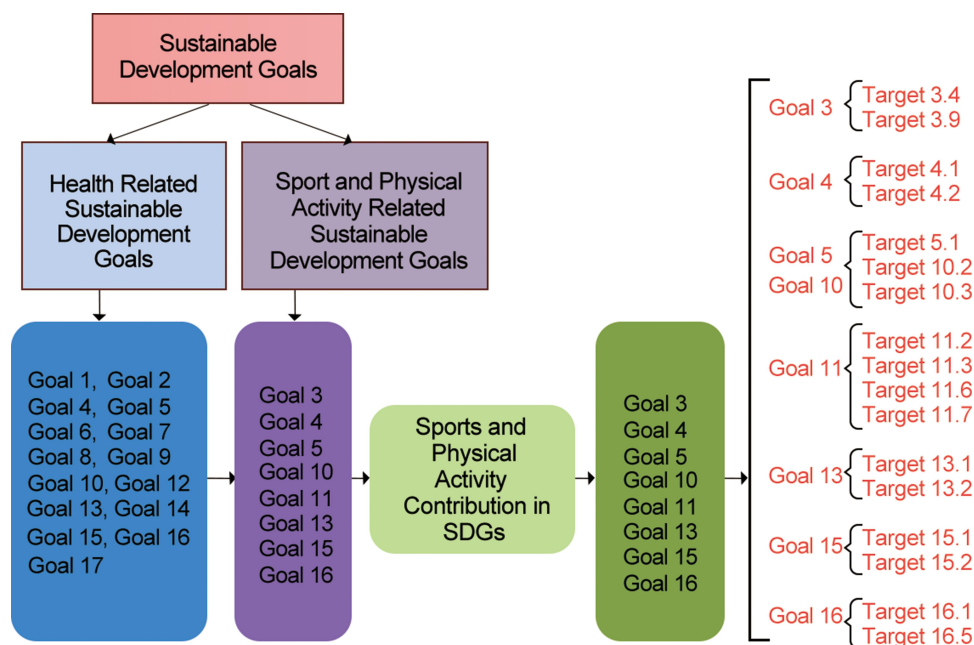 Sustainable
Development Goals
Health Related
Sustainable
Development
Goals
Sport and Physical
Activity Related
Sustainable
Development Goals
Goal 1, Goal 2
Goal 4, Goal 5
Goal 6, Goal 7
Goal 8, Goal 9
Goal 10, Goal 12
Goal 13, Goal 14
Goal 15, Goal 16
Goal 17
Goal 3
Goal 4
Goal 5
Goal 10
Goal 11
Goal 13
Goal 15
Goal 16
Sports and
Physical
Activity
Contribution in
SDGs
Goal 3
Goal 4
Goal 5
Goal 10
Goal 11
Goal 13
Goal 15
Goal 16
Goal 3
Target 3.4
Target 3.9
Goal 4
Target 4.1
Target 4.2
Goal 5
Goal 10
Target 5.1
Target 10.2
Target 10.3
Goal 11
Target 11.2
Target 11.3
Target 11.6
Target 11.7
Goal 13
Target 13.1
Target 13.2
Goal 15
Target 15.1
Target 15.2
Goal 16
Target 16.1
Target 16.5